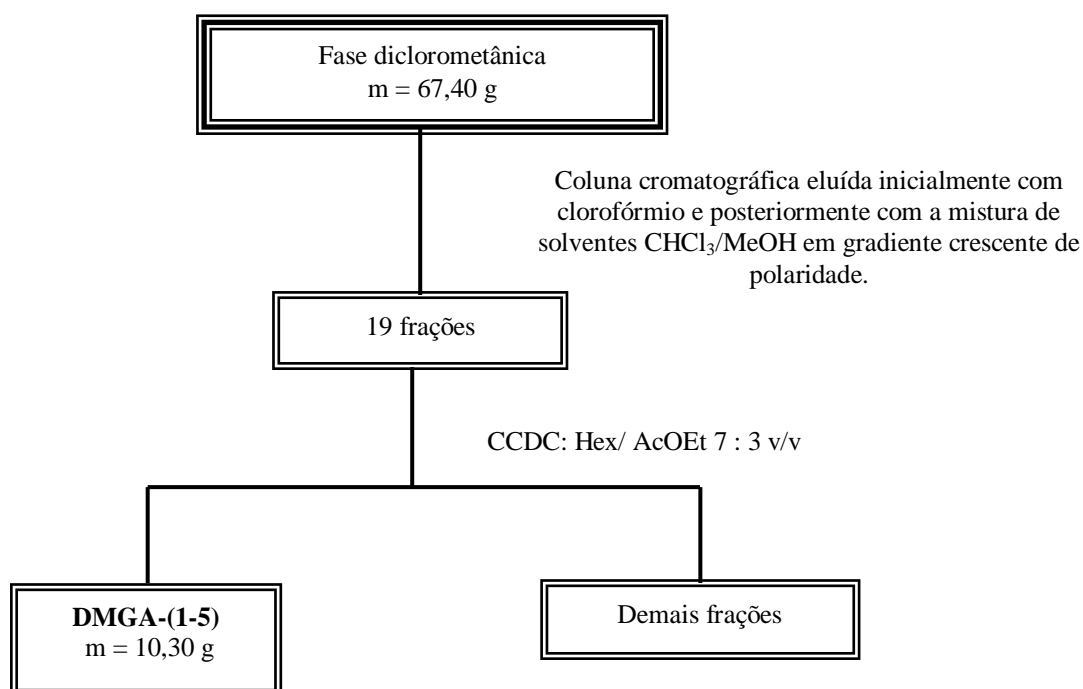 Fase diclorometânica
m = 67,40 g
Coluna cromatográfica eluída inicialmente com
clorofórmio e posteriormente com a mistura de
solventes CHCl₃/MeOH em gradiente crescente de
polaridade.
19 frações
CCDC: Hex/ AcOEt 7 : 3 v/v
DMGA-(1-5)
m = 10,30 g
Demais frações